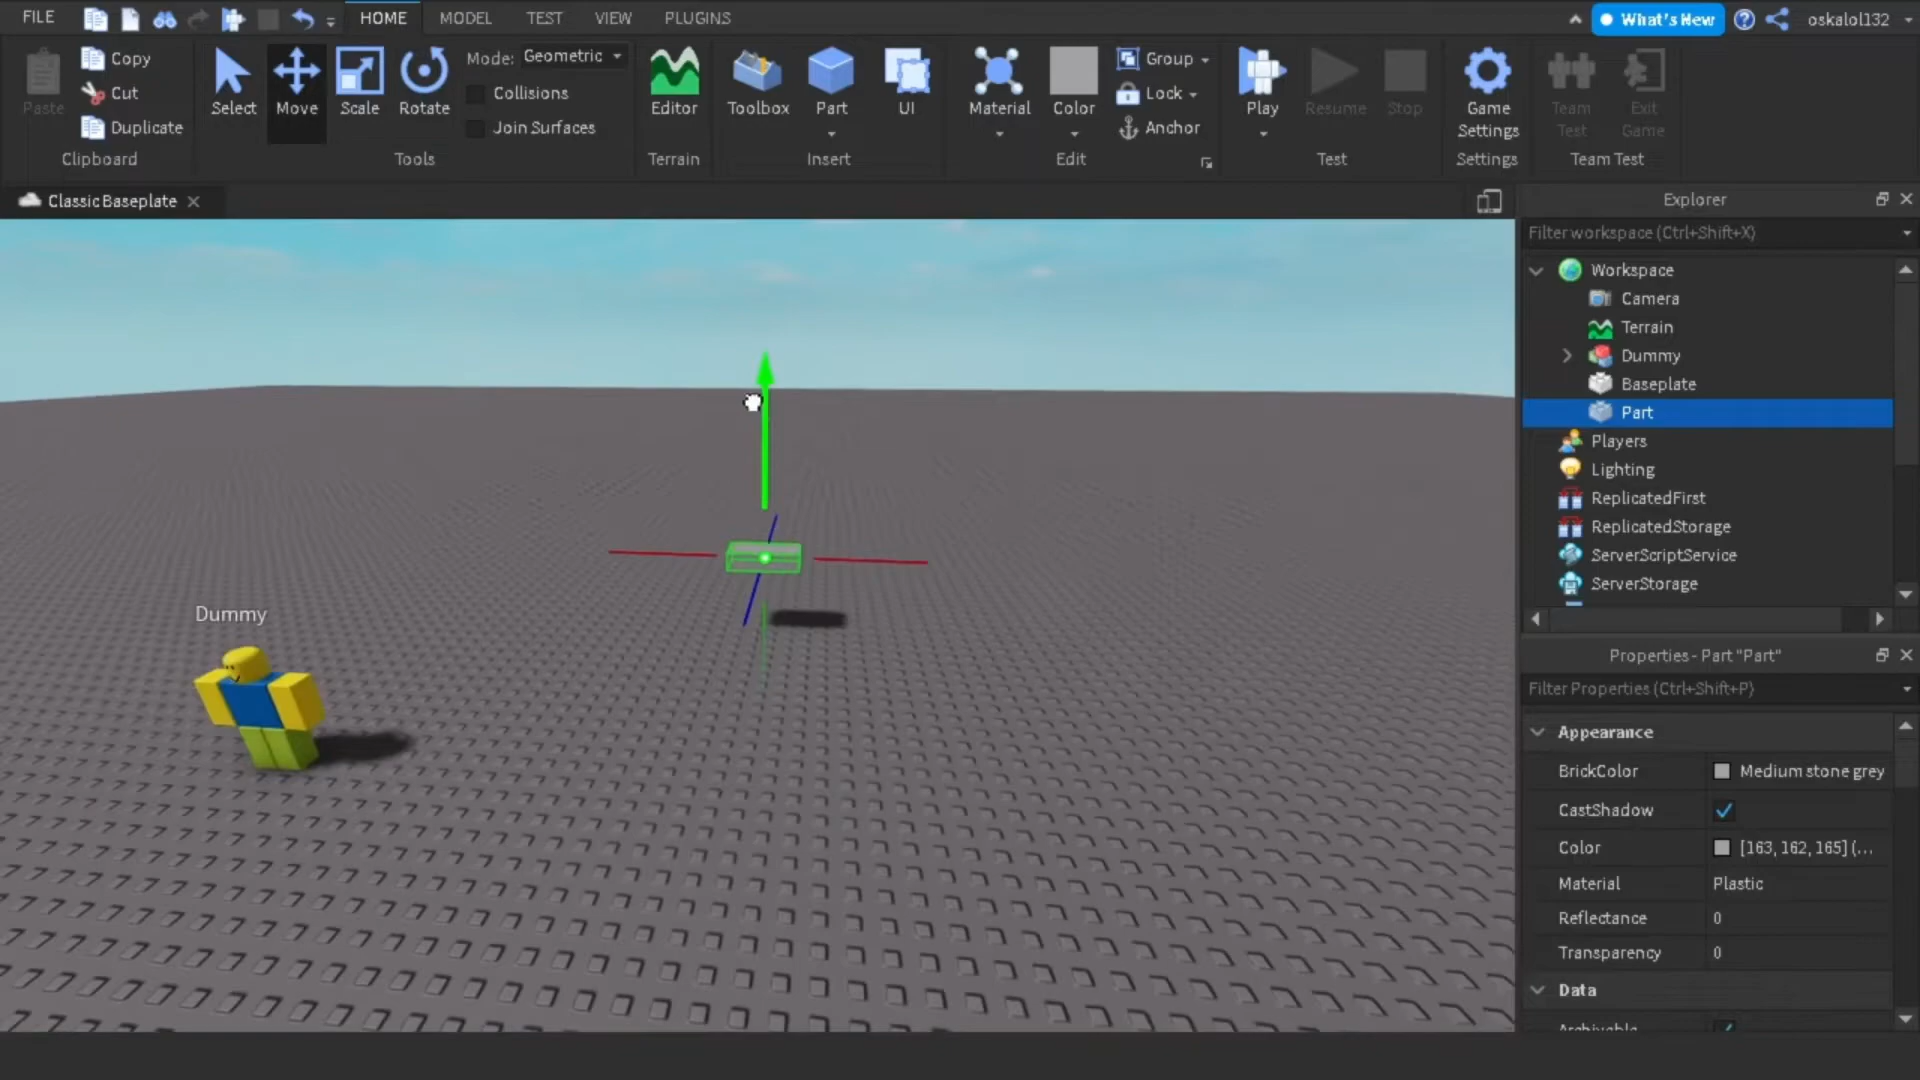 FILE
HOME
MODEL
TEST
VIEW
PLUGINS
What's New
oskalol132
Paste
Copy
Cut
Duplicate
Clipboard
Select
Move
Scale
Rotate
Mode: Geometric
Collisions
Join Surfaces
Tools
Editor
Terrain
Toolbox
Part
UI
Insert
Material
Color
Group
Lock
Anchor
Edit
Play
Resume
Stop
Test
Game
Settings
Settings
Team
Test
Exit
Game
Team Test
Classic Baseplate
Dummy
Explorer
Filter workspace (Ctrl+Shift+X)
Workspace
Camera
Terrain
Dummy
Baseplate
Part
Players
Lighting
ReplicatedFirst
ReplicatedStorage
ServerScriptService
ServerStorage
Properties - Part "Part"
Filter Properties (Ctrl+Shift+P)
Appearance
BrickColor Medium stone grey
CastShadow
Color [163, 162, 165] (...
Material Plastic
Reflectance 0
Transparency 0
Data
Archivable